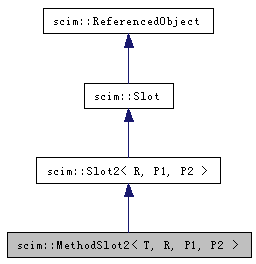 scim::ReferencedObject
scim::Slot
scim::Slot2< R, P1, P2 >
scim::MethodSlot2< T, R, P1, P2 >